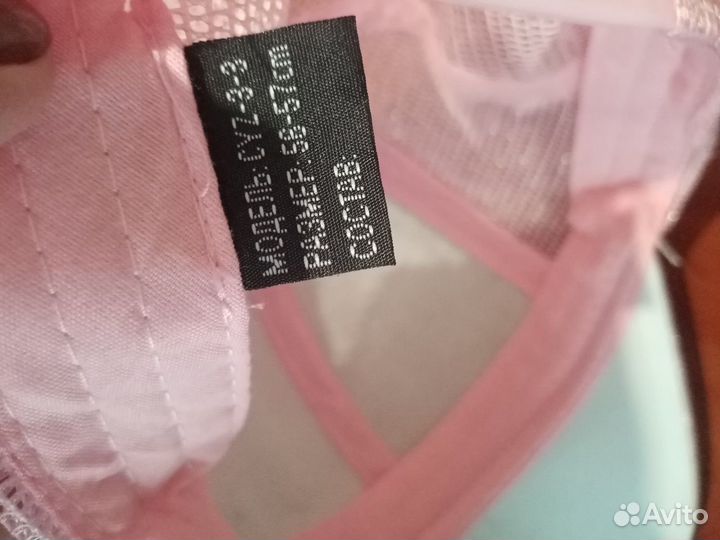 МОДЕЛЬ: CYZ-3-3
РАЗМЕР: 56-57cm
СОСТАВ:
Avito